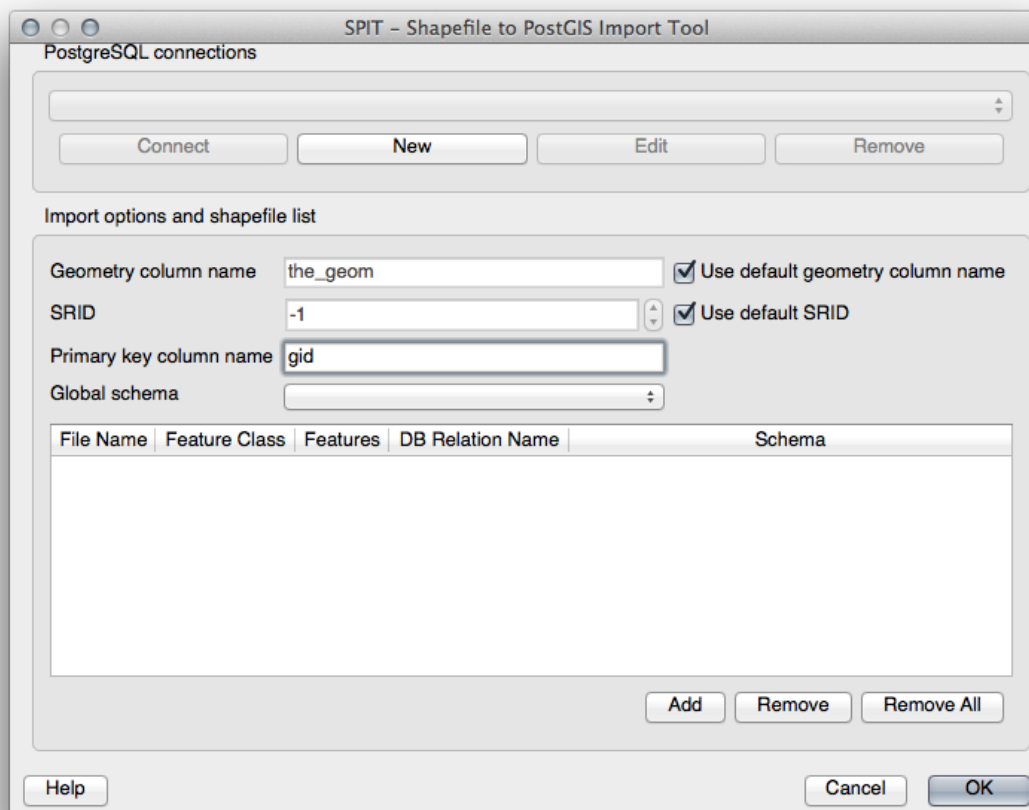 SPIT – Shapefile to PostGIS Import Tool
PostgreSQL connections
Connect New Edit Remove
Import options and shapefile list
Geometry column name the_geom Use default geometry column name
SRID -1 Use default SRID
Primary key column name gid
Global schema
File Name Feature Class Features DB Relation Name Schema
Add Remove Remove All
Help Cancel OK